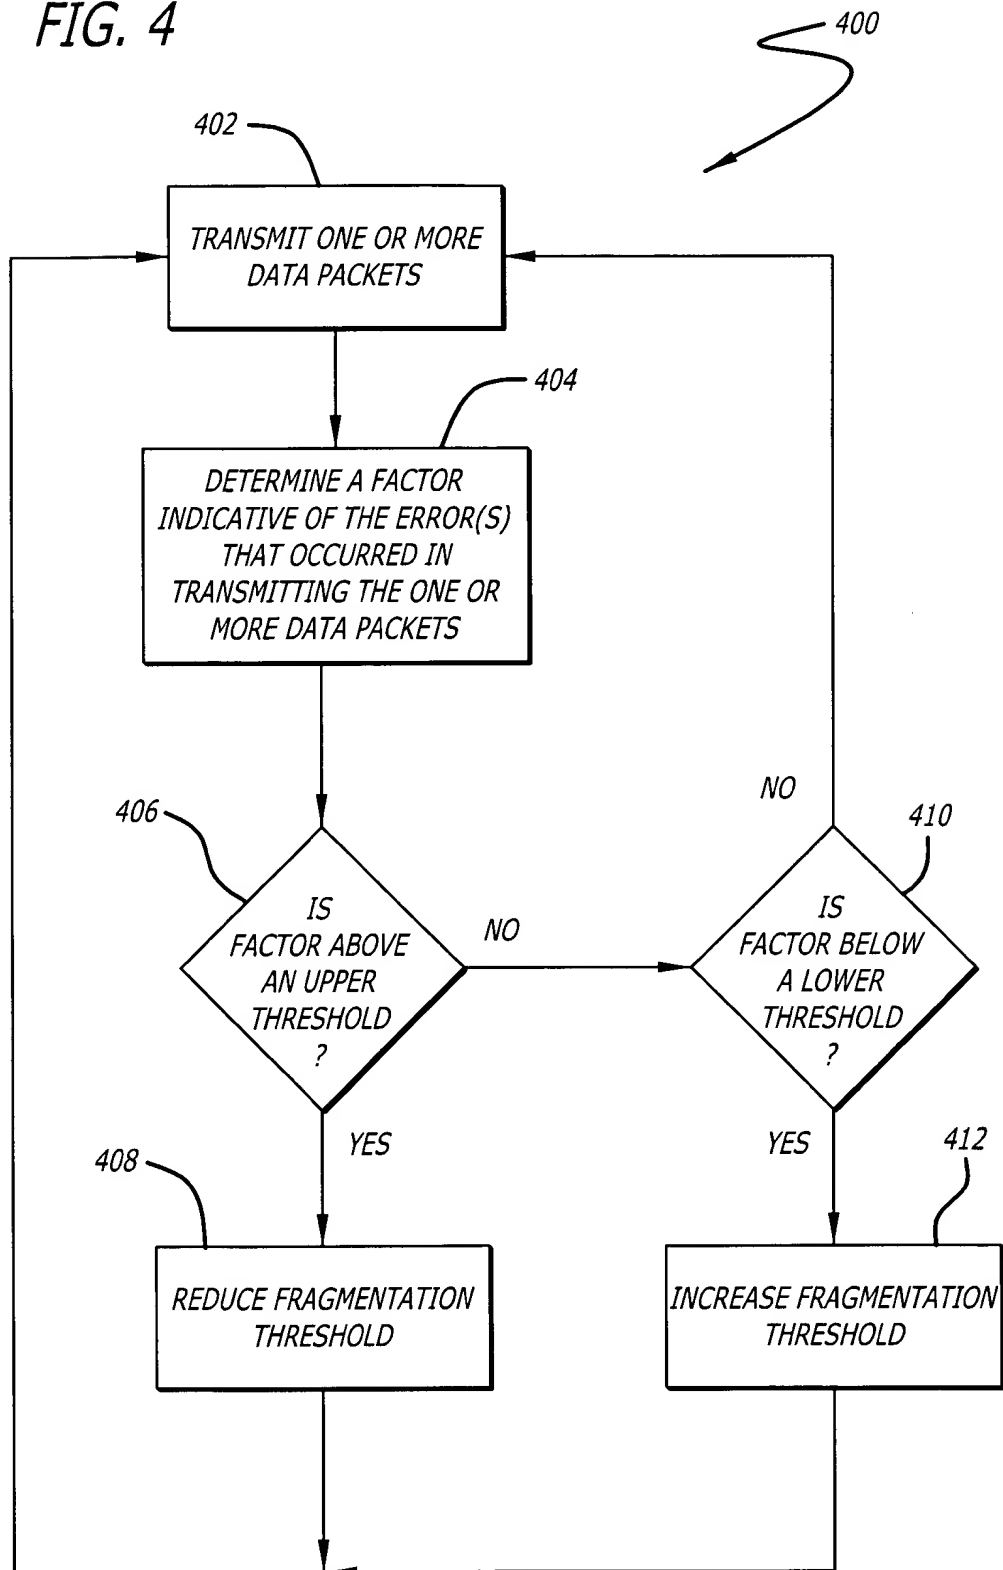 FIG. 4
400
402
TRANSMIT ONE OR MORE
DATA PACKETS
404
DETERMINE A FACTOR
INDICATIVE OF THE ERROR(S)
THAT OCCURRED IN
TRANSMITTING THE ONE OR
MORE DATA PACKETS
406
IS
FACTOR ABOVE
AN UPPER
THRESHOLD
?
NO
NO
410
IS
FACTOR BELOW
A LOWER
THRESHOLD
?
YES
YES
408
REDUCE FRAGMENTATION
THRESHOLD
412
INCREASE FRAGMENTATION
THRESHOLD